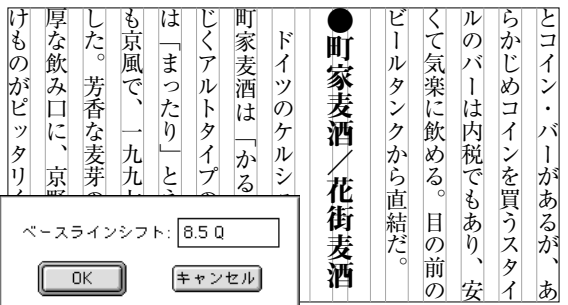 とコイン・バーがあるが、あ
らかじめコインを買うスタイ
ルのバーは内税でもあり、安
くて気楽に飲める。目の前の
ビールタンクから直結だ。
●町家麦酒／花街麦酒
ドイツのケルシ
町家麦酒は「かる
じくアルトタイプ
は「まったり」と
も京風で、一九九
した。芳香な麦芽
厚な飲み口に、京
けものがピッタリ
ベースラインシフト: 8.5 Q
OK キャンセル